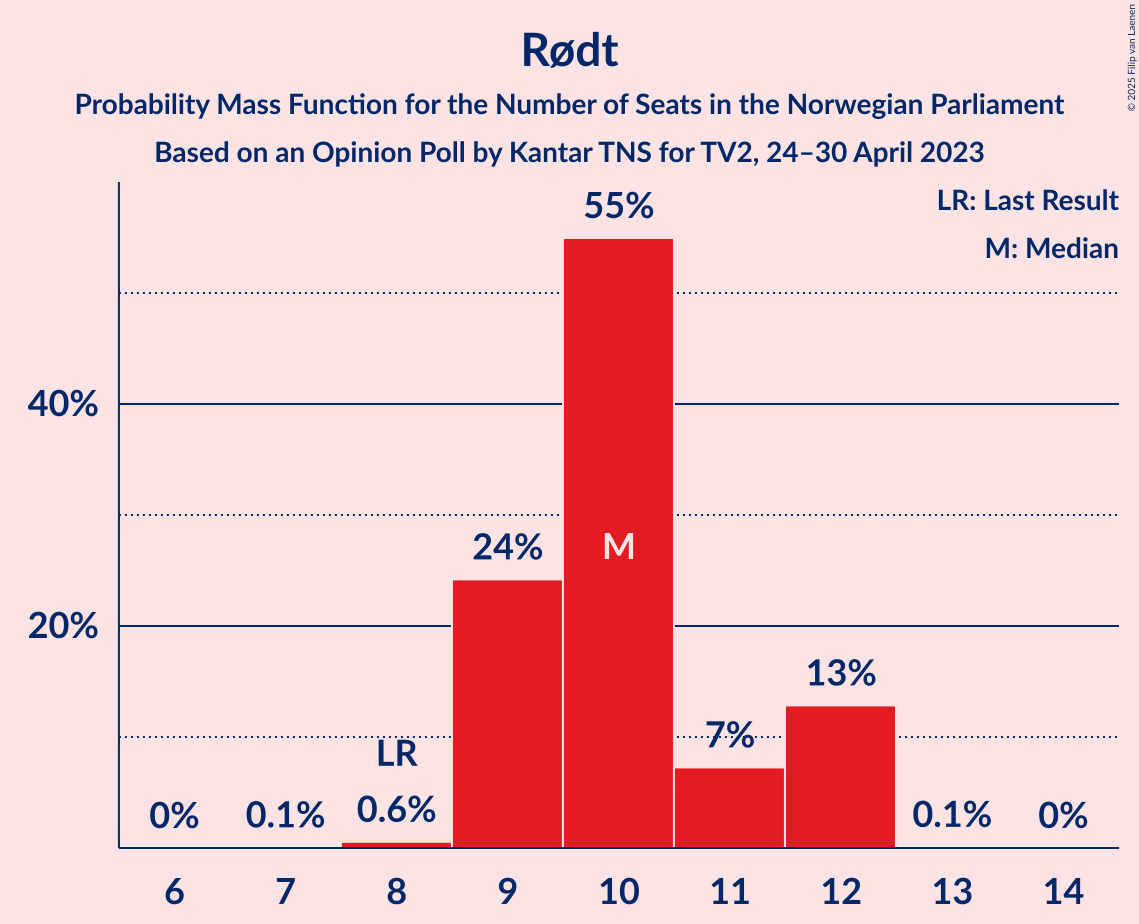 Rødt
Probability Mass Function for the Number of Seats in the Norwegian Parliament
Based on an Opinion Poll by Kantar TNS for TV2, 24–30 April 2023
© 2025 Filip van Laenen
LR: Last Result
M: Median
55%
40%
24%
M
20%
13%
7%
LR
0%
0.1%
0.6%
0.1%
0%
6
7
8
9
10
11
12
13
14